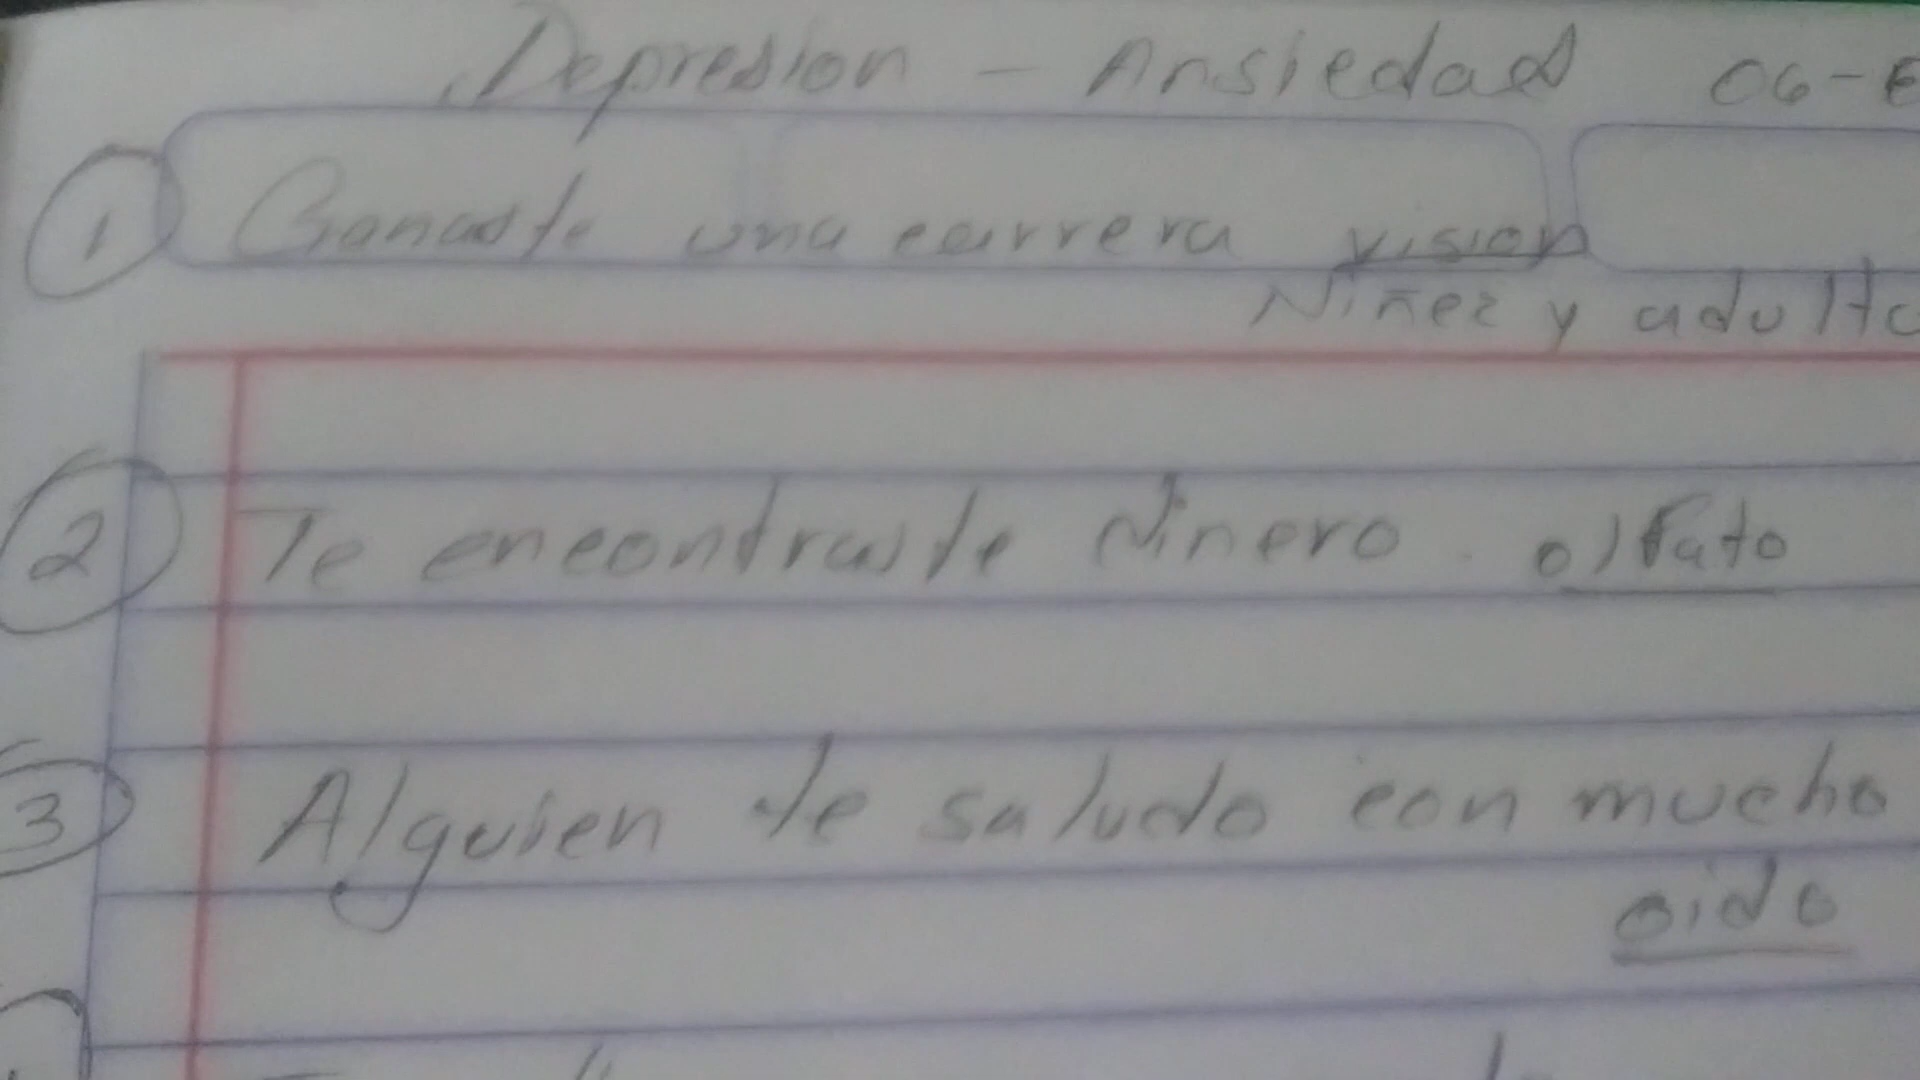 Depresion - Ansiedad 06-E
1 Ganaste una carrera vision
Niñez y adulto
2 Te encontraste dinero. olfato
3 Alguien te saludo con mucho
oido